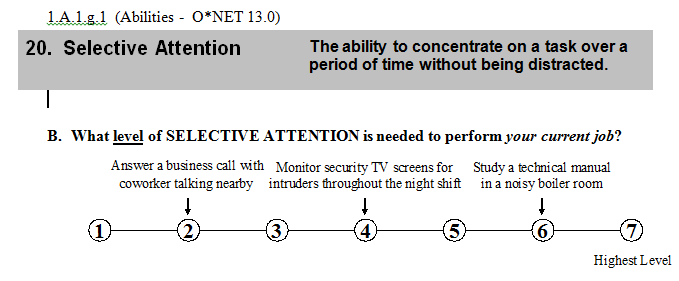 1.A.1.g.1 (Abilities - O*NET 13.0)
20. Selective Attention
The ability to concentrate on a task over a
period of time without being distracted.
B. What level of SELECTIVE ATTENTION is needed to perform your current job?
Answer a business call with
coworker talking nearby
Monitor security TV screens for
intruders throughout the night shift
Study a technical manual
in a noisy boiler room
1 2 3 4 5 6 7
Highest Level